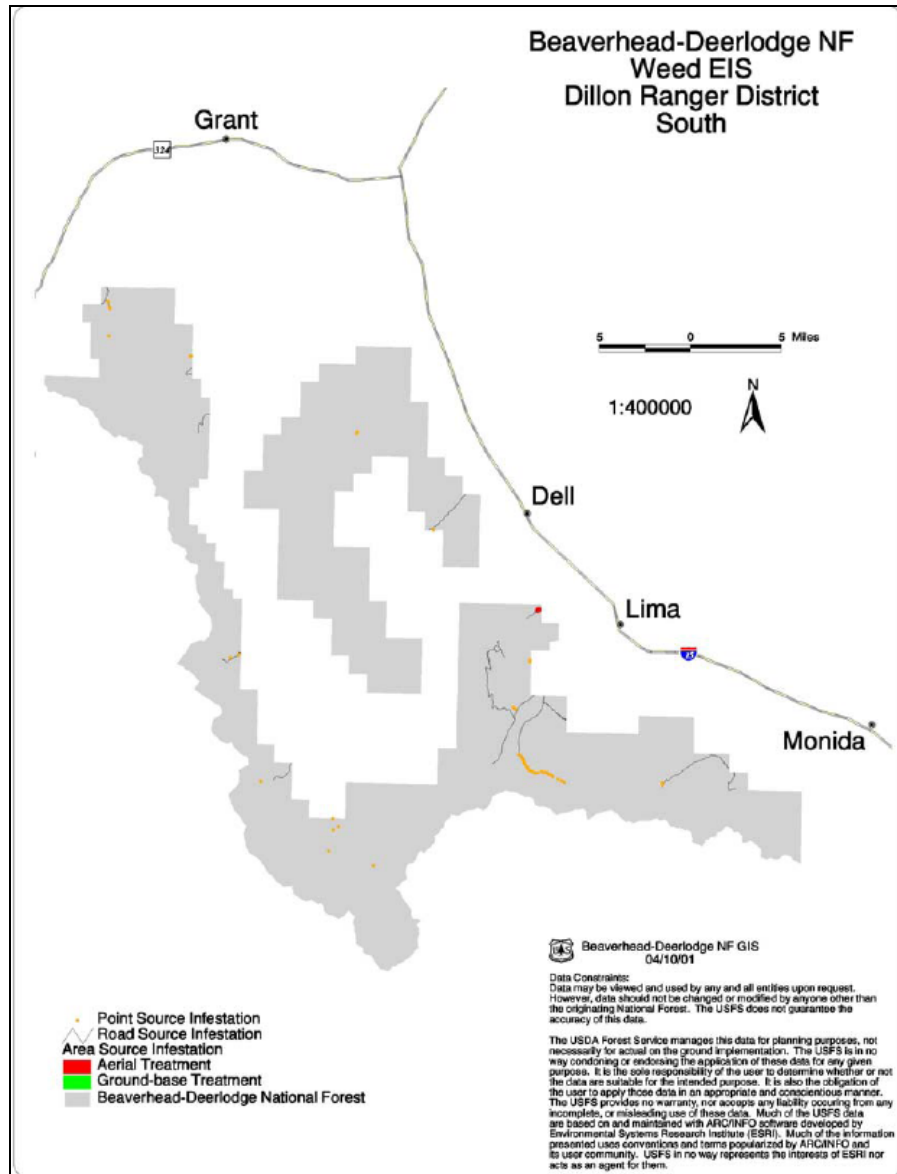 Beaverhead-Deerlodge NF
Weed EIS
Dillon Ranger District
South
Grant
324
5 0 5 Miles
N
1:400000
Dell
Lima
15
Monida
Beaverhead-Deerlodge NF GIS
04/10/01
Data Constraints:
Data may be viewed and used by any and all entities upon request.
However, data should not be changed or modified by anyone other than
the originating National Forest. The USFS does not guarantee the
accuracy of this data.
The USDA Forest Service manages this data for planning purposes, not
necessarily for actual on the ground implementation. The USFS is in no
way condoning or endorsing the application of these data for any given
purpose. It is the sole responsibility of the user to determine whether or not
the data are suitable for the intended purpose. It is also the obligation of
the user to apply those data in an appropriate and conscientious manner.
The USFS provides no warranty, nor accepts any liability occuring from any
incomplete, or misleading use of these data. Much of the USFS data
are based on and maintained with ARC/INFO software developed by
Environmental Systems Research Institute (ESRI). Much of the information
presented uses conventions and terms popularized by ARC/INFO and
its user community. USFS in no way represents the interests of ESRI nor
acts as an agent for them.
Point Source Infestation
Road Source Infestation
Area Source Infestation
Aerial Treatment
Ground-base Treatment
Beaverhead-Deerlodge National Forest